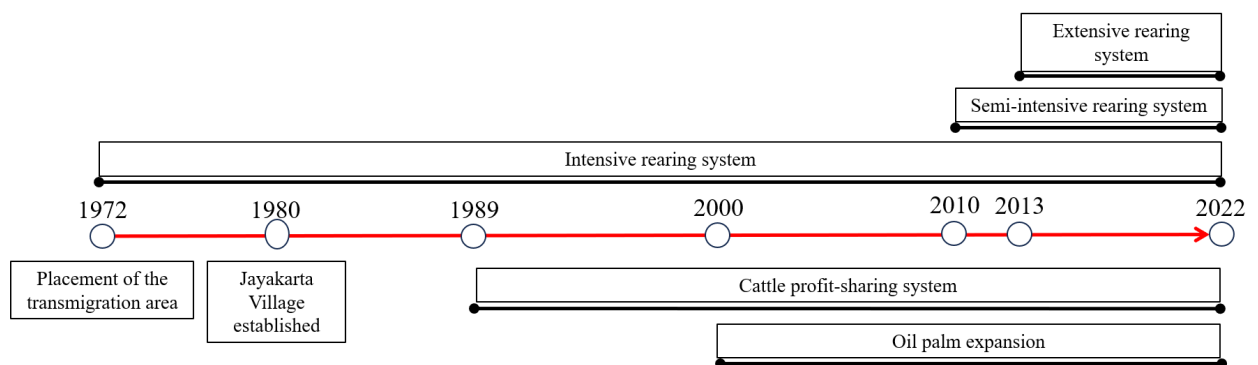 Extensive rearing
system
Semi-intensive rearing system
Intensive rearing system
1972
1980
1989
2000
2010
2013
2022
Placement of the
transmigration area
Jayakarta
Village
established
Cattle profit-sharing system
Oil palm expansion